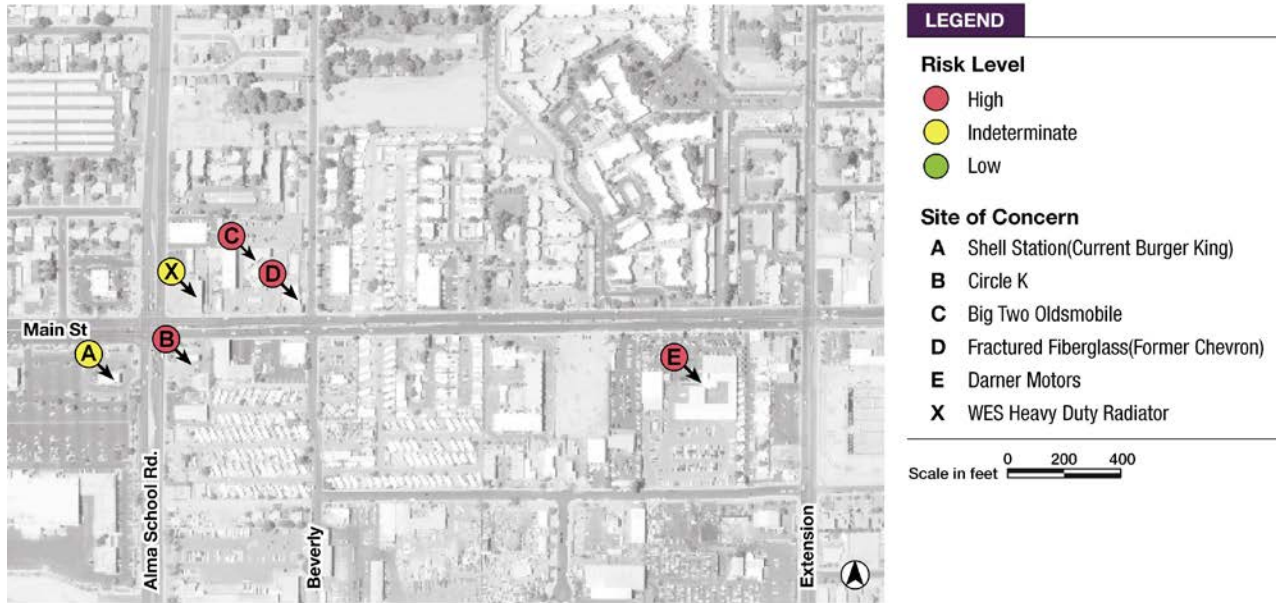 C
D
X
Main St
B
A
E
Alma School Rd.
Beverly
Extension
LEGEND
Risk Level
High
Indeterminate
Low
Site of Concern
A Shell Station(Current Burger King)
B Circle K
C Big Two Oldsmobile
D Fractured Fiberglass(Former Chevron)
E Darner Motors
X WES Heavy Duty Radiator
Scale in feet 0 200 400